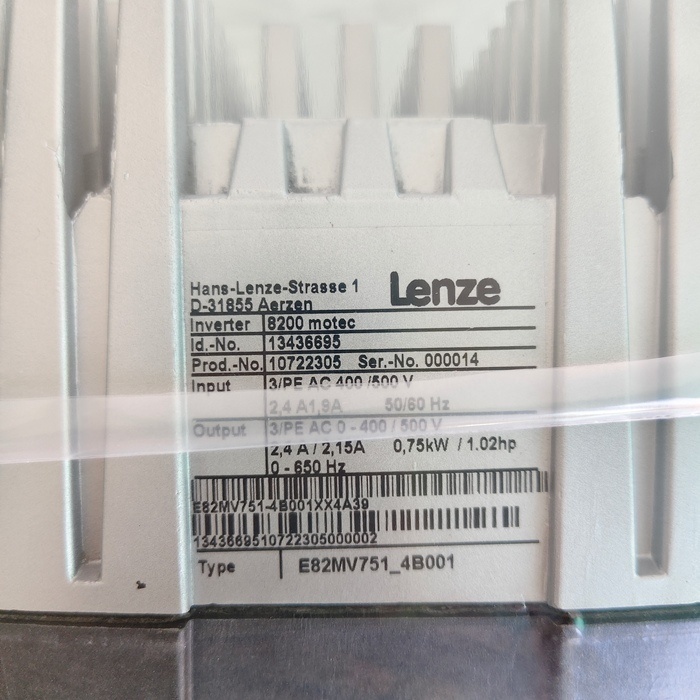 Hans-Lenze-Strasse 1
D-31855 Aerzen
Lenze
Inverter 8200 motec
Id.-No. 13436695
Prod.-No. 10722305 Ser.-No. 000014
Input 3/PE AC 400/500 V
2,4 A1,9A 50/60 Hz
Output 3/PE AC 0 - 400 / 500 V
2,4 A / 2,15A 0,75kW / 1.02hp
0 - 650 Hz
E82MV751-4B001XX4A39
1343669510722305000002
Type E82MV751_4B001